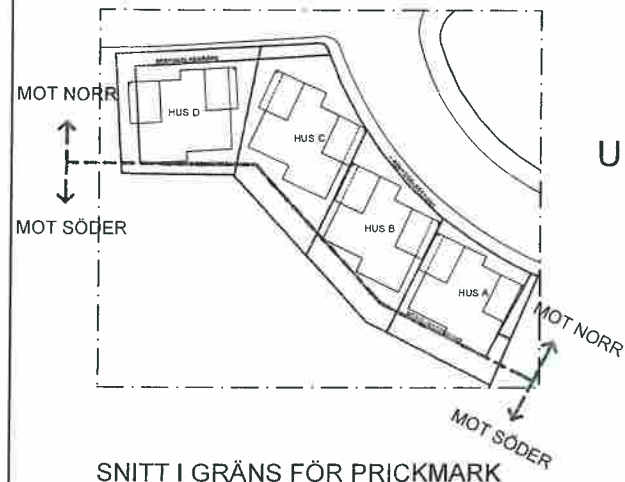 MOT NORR
MOT SÖDER
HUS D
HUS C
HUS B
HUS A
U
MOT NORR
MOT SÖDER
SNITT I GRÄNS FÖR PRICKMARK